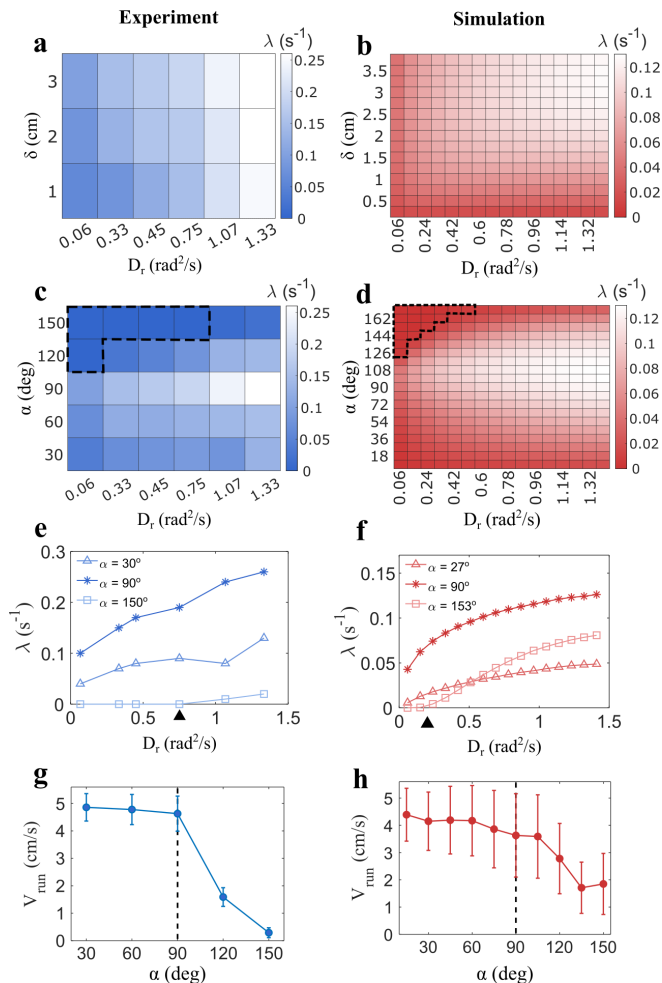 Experiment
Simulation
a
λ (s⁻¹)
3
2
1
δ (cm)
0.06
0.33
0.45
0.75
1.07
1.33
Dᵣ (rad²/s)
0.25
0.2
0.15
0.1
0.05
0
b
λ (s⁻¹)
3.5
3
2.5
2
1.5
1
0.5
δ (cm)
0.06
0.24
0.42
0.6
0.78
0.96
1.14
1.32
Dᵣ (rad²/s)
0.12
0.1
0.08
0.06
0.04
0.02
0
c
λ (s⁻¹)
150
120
90
60
30
α (deg)
0.06
0.33
0.45
0.75
1.07
1.33
Dᵣ (rad²/s)
0.25
0.2
0.15
0.1
0.05
0
d
λ (s⁻¹)
162
144
126
108
90
72
54
36
18
α (deg)
0.06
0.24
0.42
0.6
0.78
0.96
1.14
1.32
Dᵣ (rad²/s)
0.12
0.1
0.08
0.06
0.04
0.02
0
e
0.3
0.2
0.1
0
λ (s⁻¹)
α = 30º
α = 90º
α = 150º
0 0.5 1 1.5
Dᵣ (rad²/s)
f
0.15
0.1
0.05
0
λ (s⁻¹)
α = 27º
α = 90º
α = 153º
0 0.5 1 1.5
Dᵣ (rad²/s)
g
5
4
3
2
1
0
V_run (cm/s)
30 60 90 120 150
α (deg)
h
6
5
4
3
2
1
0
V_run (cm/s)
30 60 90 120 150
α (deg)